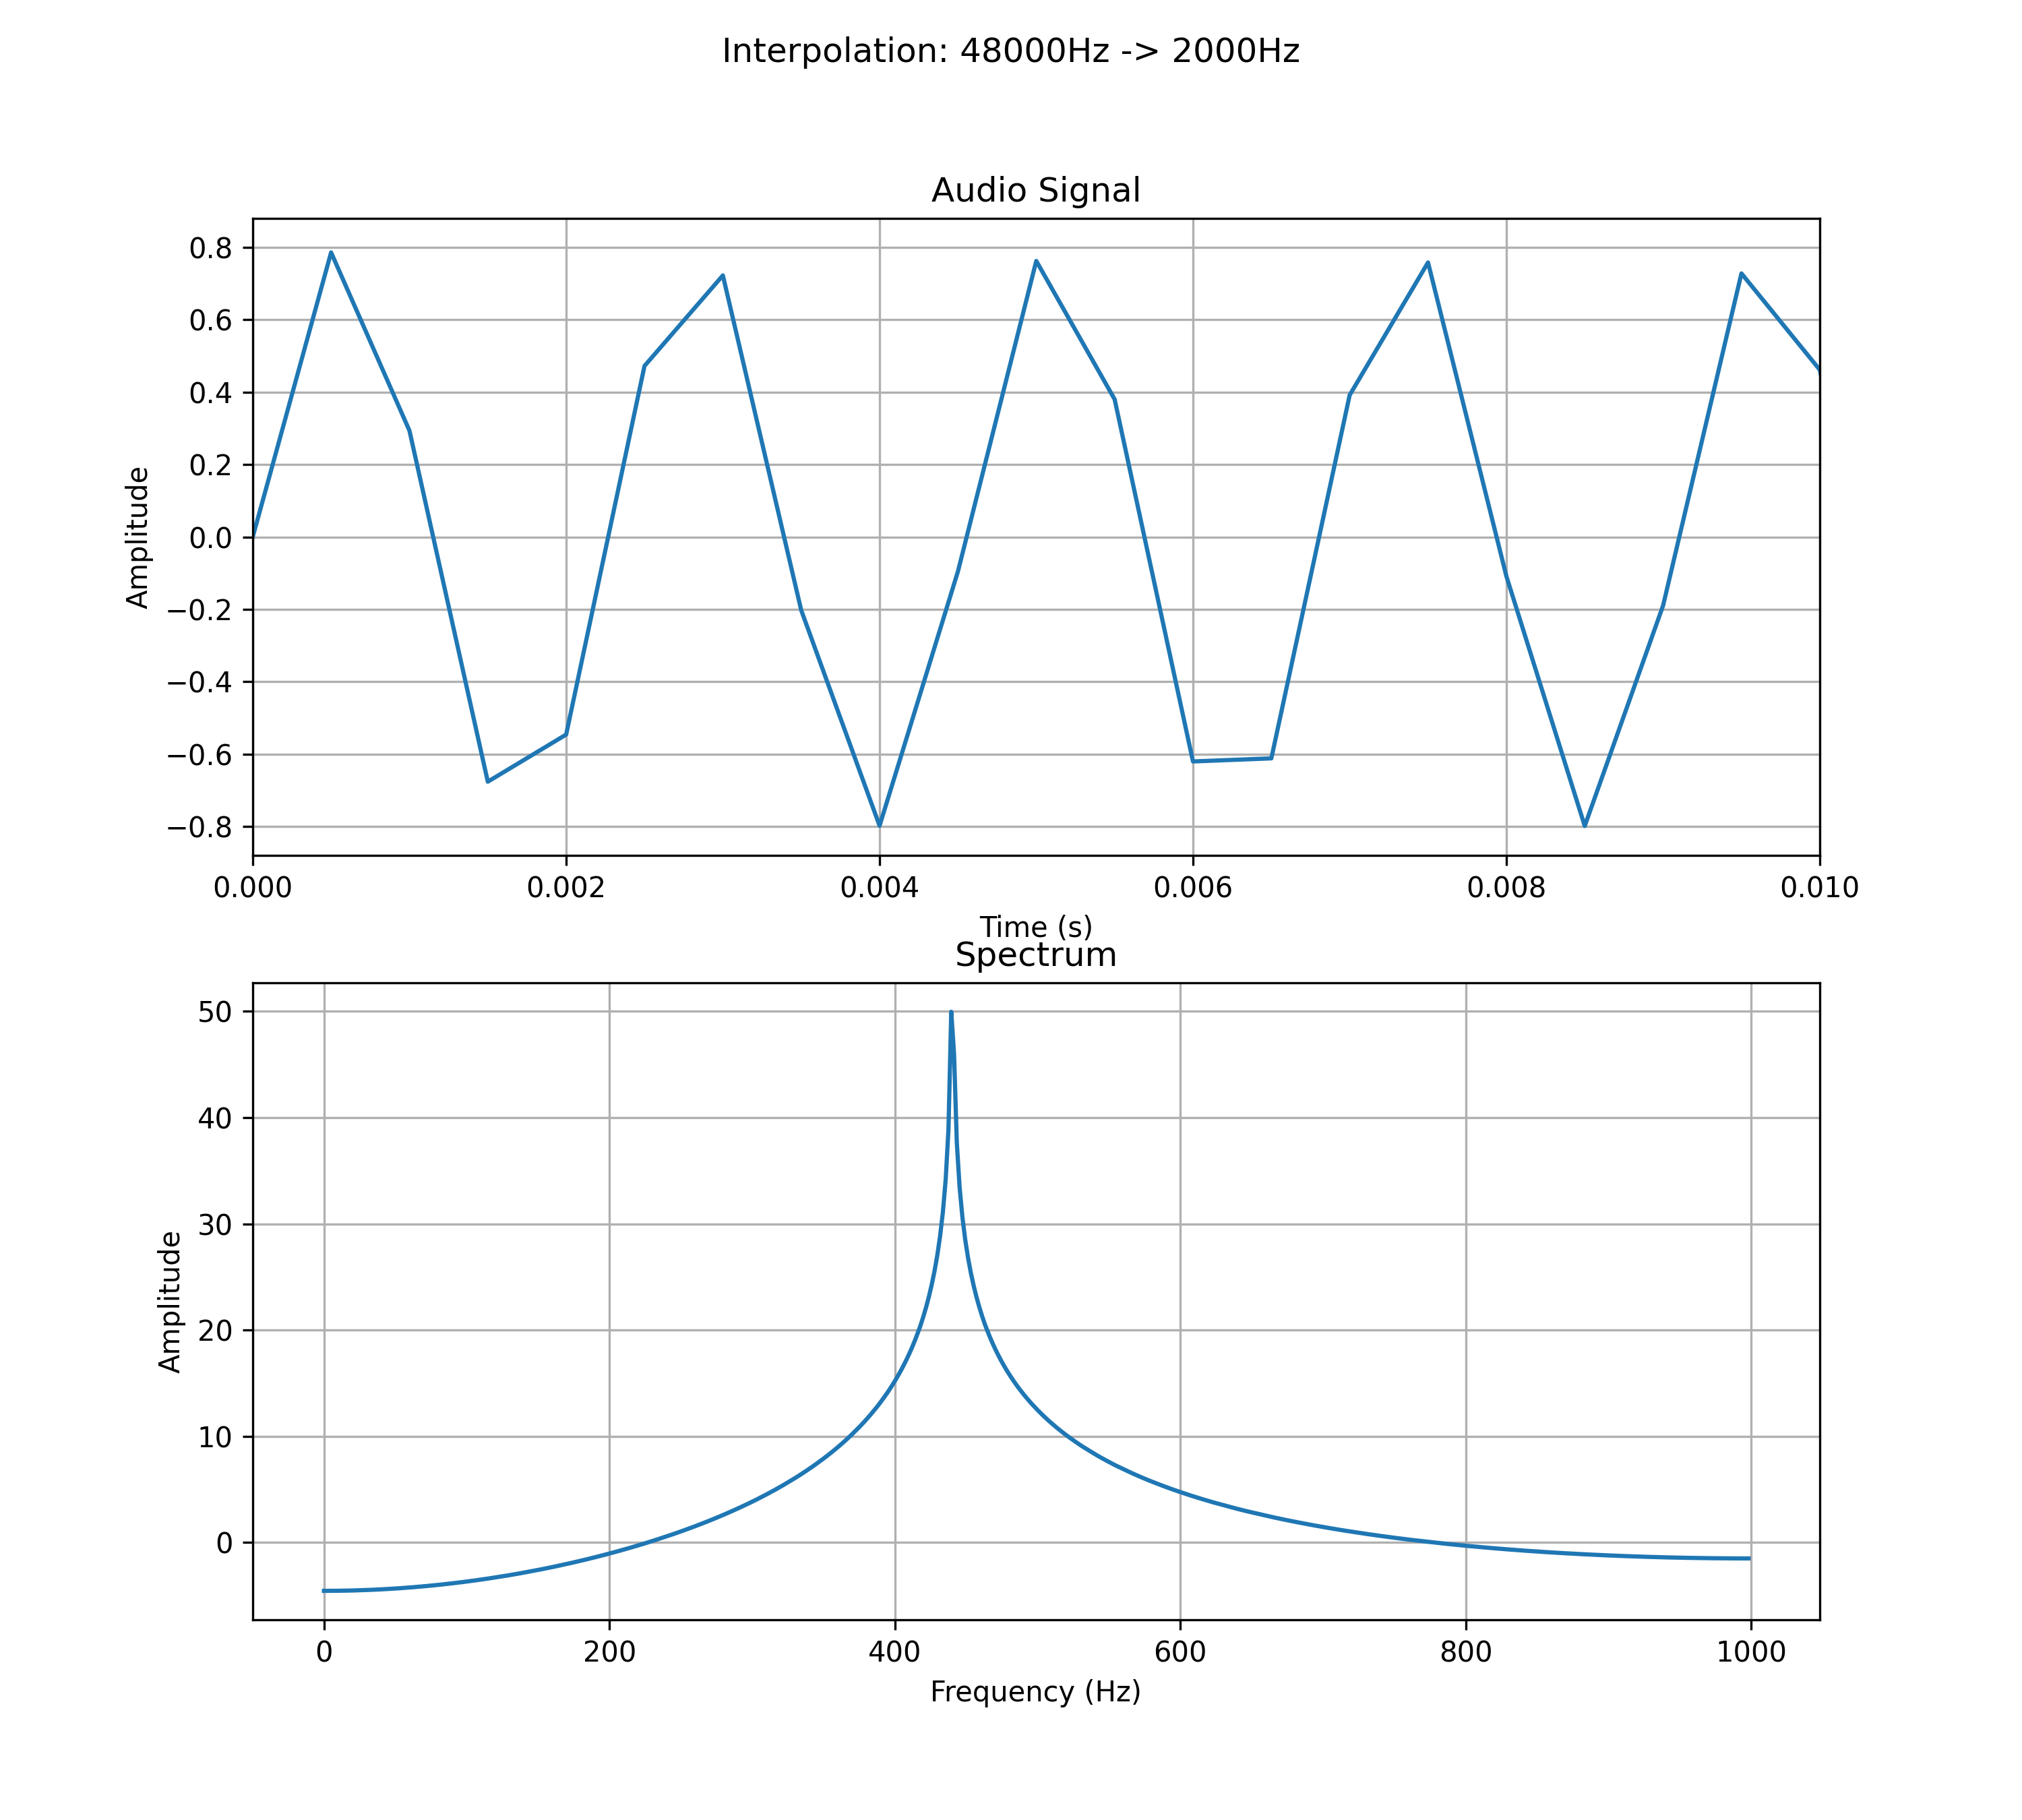 Interpolation: 48000Hz -> 2000Hz
Audio Signal
0.8
0.6
0.4
0.2
0.0
−0.2
−0.4
−0.6
−0.8
Amplitude
0.000 0.002 0.004 0.006 0.008 0.010
Time (s)
Spectrum
50
40
30
20
10
0
Amplitude
0 200 400 600 800 1000
Frequency (Hz)